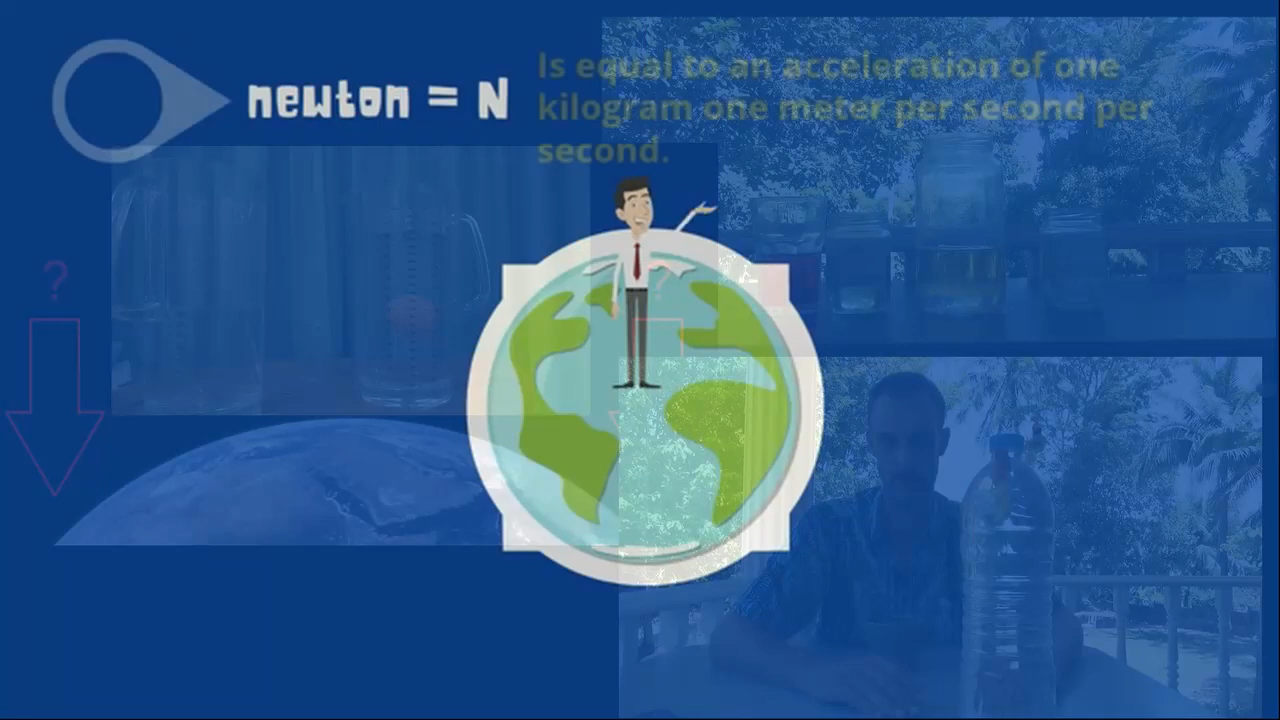 newton = N
Is equal to an acceleration of one
kilogram one meter per second per
second.
?
?